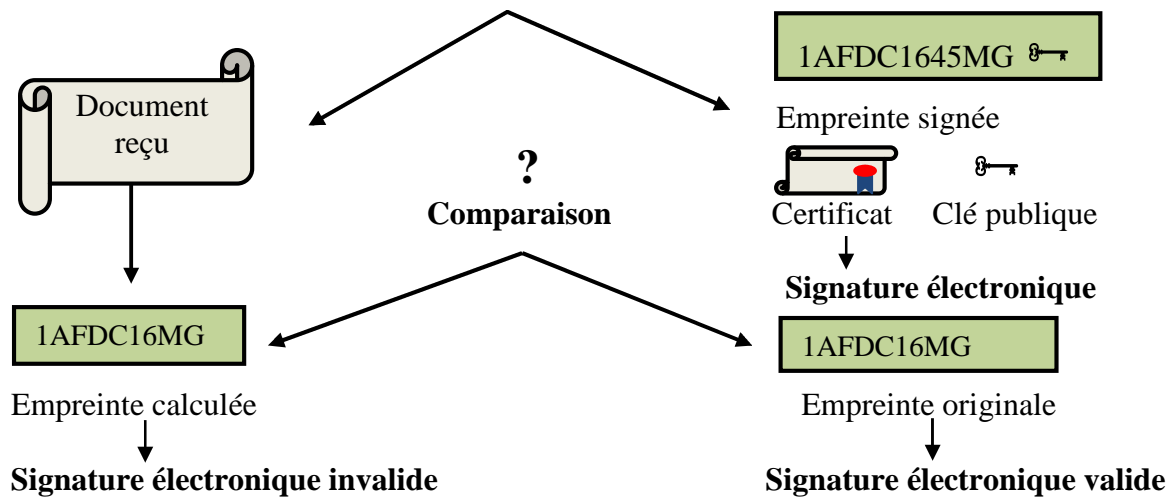 1AFDC1645MG
Document
reçu
Empreinte signée
?
Comparaison
Certificat
Clé publique
Signature électronique
1AFDC16MG
1AFDC16MG
Empreinte calculée
Empreinte originale
Signature électronique invalide
Signature électronique valide